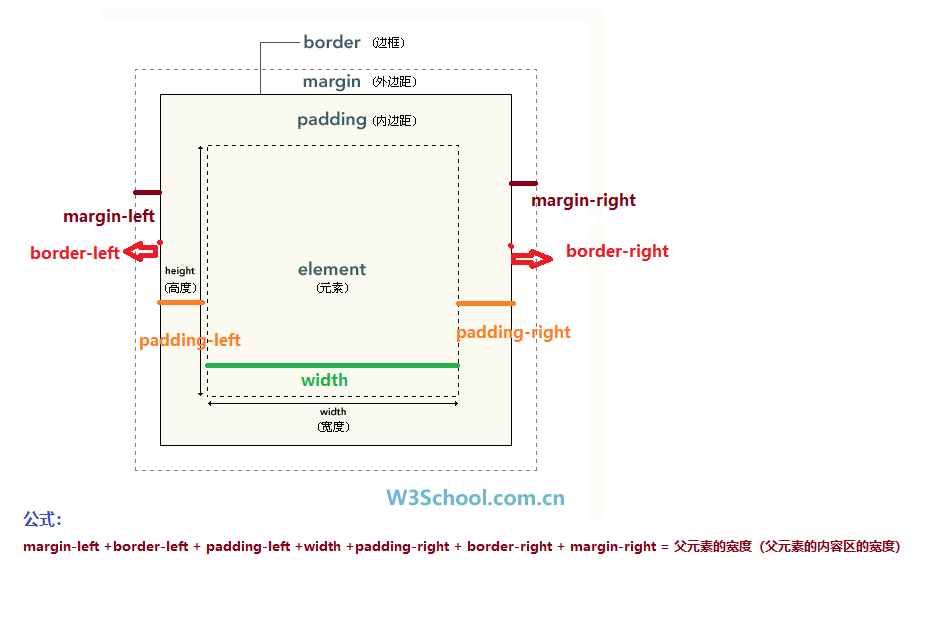 border (边框)
margin (外边距)
padding (内边距)
margin-right
margin-left
border-left
border-right
height
(高度)
element
(元素)
padding-left
padding-right
width
width
(宽度)
W3School.com.cn
公式：
margin-left +border-left + padding-left +width +padding-right + border-right + margin-right = 父元素的宽度（父元素的内容区的宽度）